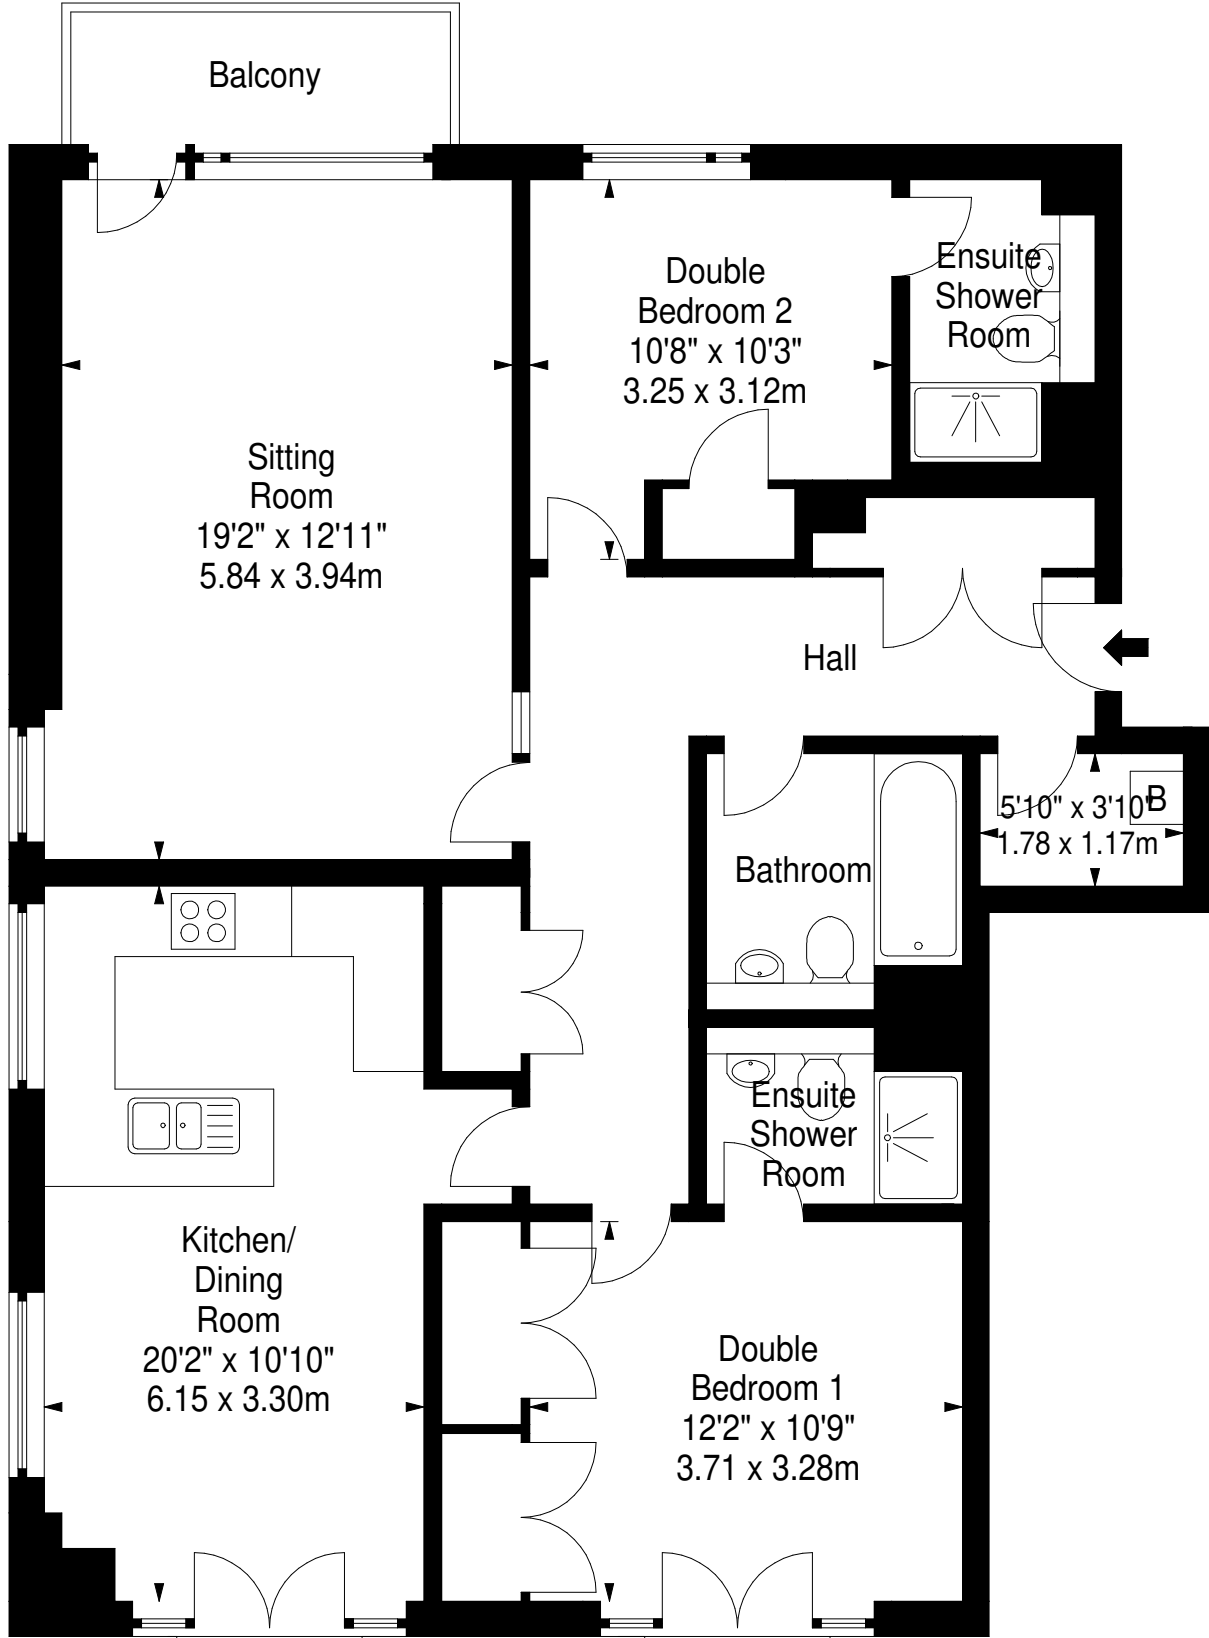 Balcony
Double
Bedroom 2
10'8" x 10'3"
3.25 x 3.12m
Ensuite
Shower
Room
Sitting
Room
19'2" x 12'11"
5.84 x 3.94m
Hall
5'10" x 3'10"
1.78 x 1.17m
B
Bathroom
Ensuite
Shower
Room
Kitchen/
Dining
Room
20'2" x 10'10"
6.15 x 3.30m
Double
Bedroom 1
12'2" x 10'9"
3.71 x 3.28m